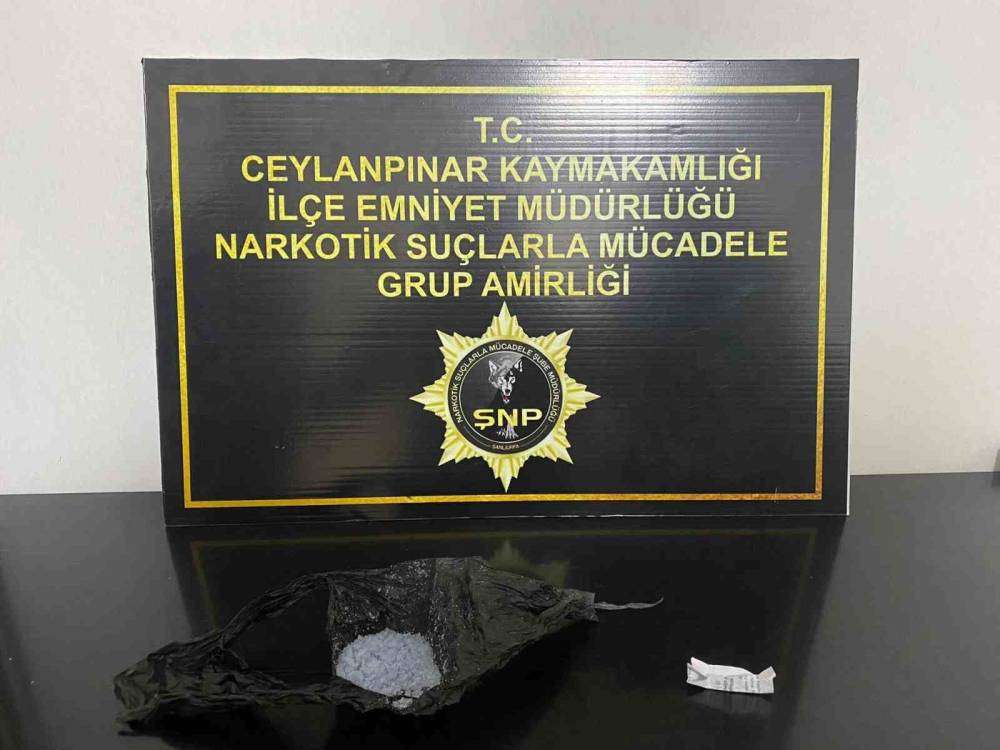 T.C.
CEYLANPINAR KAYMAKAMLIĞI
İLÇE EMNİYET MÜDÜRLÜĞÜ
NARKOTİK SUÇLARLA MÜCADELE
GRUP AMİRLİĞİ
NARKOTİK SUÇLARLA MÜCADELE ŞUBE MÜDÜRLÜĞÜ
ŞNP
ŞANLIURFA